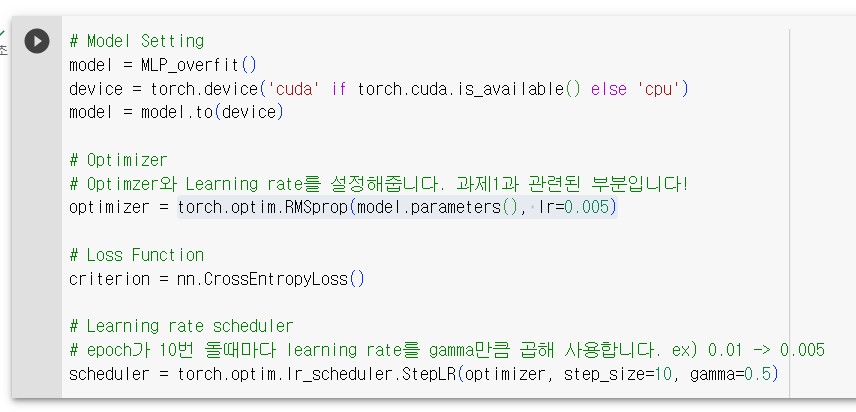 초
# Model Setting
model = MLP_overfit()
device = torch.device('cuda' if torch.cuda.is_available() else 'cpu')
model = model.to(device)
# Optimizer
# Optimzer와 Learning rate를 설정해줍니다. 과제1과 관련된 부분입니다!
optimizer = torch.optim.RMSprop(model.parameters(), lr=0.005)
# Loss Function
criterion = nn.CrossEntropyLoss()
# Learning rate scheduler
# epoch가 10번 돌때마다 learning rate를 gamma만큼 곱해 사용합니다. ex) 0.01 -> 0.005
scheduler = torch.optim.lr_scheduler.StepLR(optimizer, step_size=10, gamma=0.5)